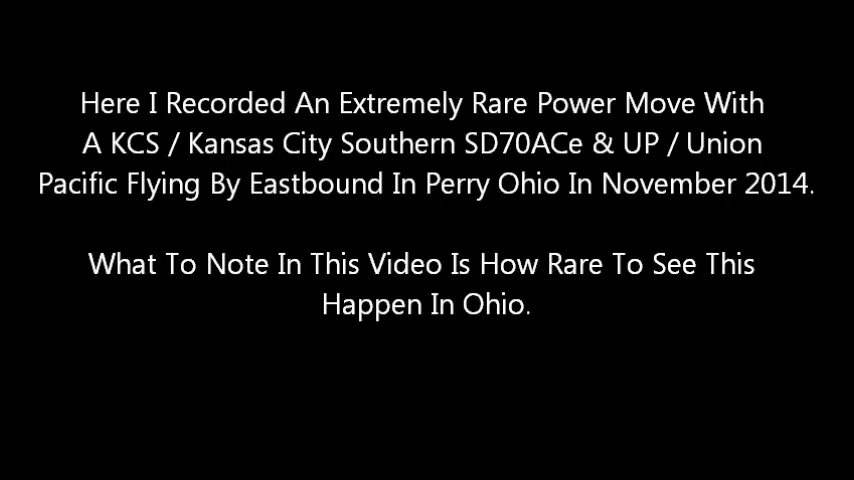 Here I Recorded An Extremely Rare Power Move With
A KCS / Kansas City Southern SD70ACe & UP / Union
Pacific Flying By Eastbound In Perry Ohio In November 2014.
What To Note In This Video Is How Rare To See This
Happen In Ohio.